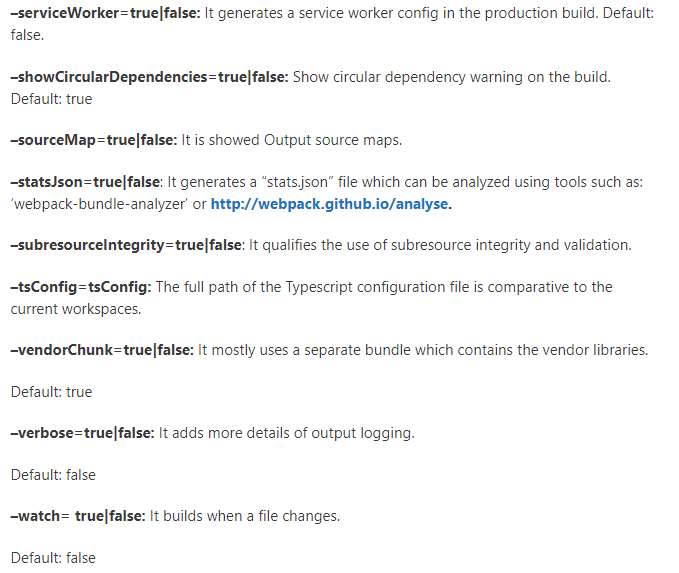 –serviceWorker=true|false: It generates a service worker config in the production build. Default:
false.
–showCircularDependencies=true|false: Show circular dependency warning on the build.
Default: true
–sourceMap=true|false: It is showed Output source maps.
–statsJson=true|false: It generates a “stats.json” file which can be analyzed using tools such as:
‘webpack-bundle-analyzer’ or http://webpack.github.io/analyse.
–subresourceIntegrity=true|false: It qualifies the use of subresource integrity and validation.
–tsConfig=tsConfig: The full path of the Typescript configuration file is comparative to the
current workspaces.
–vendorChunk=true|false: It mostly uses a separate bundle which contains the vendor libraries.
Default: true
–verbose=true|false: It adds more details of output logging.
Default: false
–watch= true|false: It builds when a file changes.
Default: false